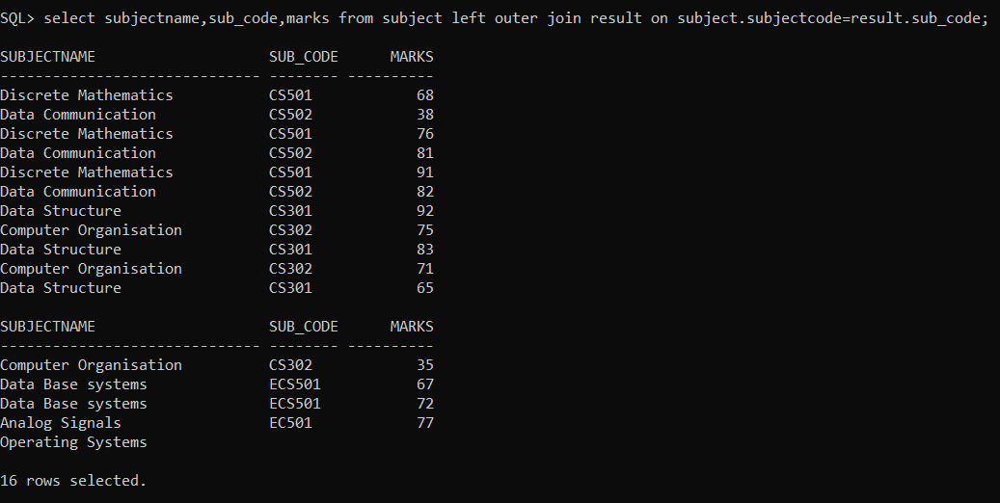 SQL> select subjectname,sub_code,marks from subject left outer join result on subject.subjectcode=result.sub_code;
SUBJECTNAME                    SUB_CODE      MARKS
------------------------------ -------- ----------
Discrete Mathematics           CS501            68
Data Communication             CS502            38
Discrete Mathematics           CS501            76
Data Communication             CS502            81
Discrete Mathematics           CS501            91
Data Communication             CS502            82
Data Structure                 CS301            92
Computer Organisation          CS302            75
Data Structure                 CS301            83
Computer Organisation          CS302            71
Data Structure                 CS301            65
SUBJECTNAME                    SUB_CODE      MARKS
------------------------------ -------- ----------
Computer Organisation          CS302            35
Data Base systems              ECS501           67
Data Base systems              ECS501           72
Analog Signals                 EC501            77
Operating Systems
16 rows selected.